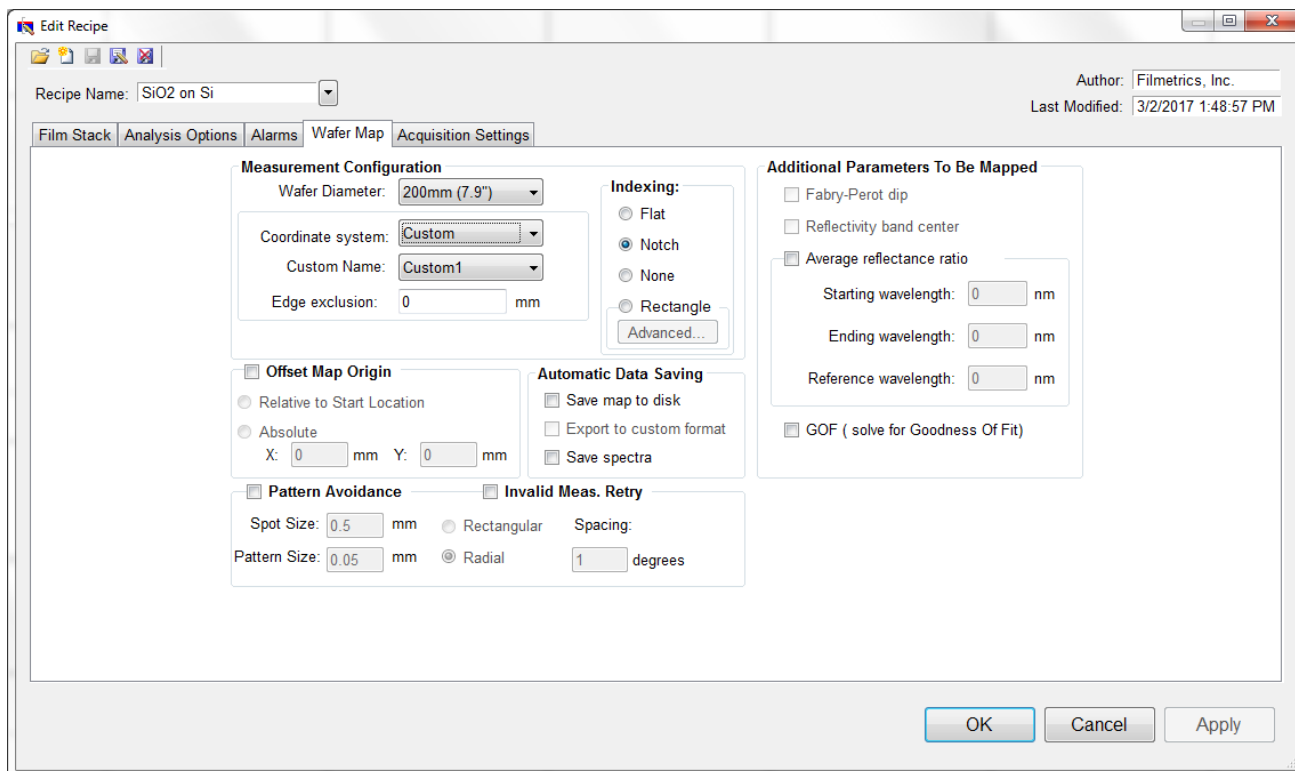 Edit Recipe
Recipe Name: SiO2 on Si
Author: Filmetrics, Inc.
Last Modified: 3/2/2017 1:48:57 PM
Film Stack Analysis Options Alarms Wafer Map Acquisition Settings
Measurement Configuration
Wafer Diameter: 200mm (7.9")
Coordinate system: Custom
Custom Name: Custom1
Edge exclusion: 0 mm
Indexing:
Flat
Notch
None
Rectangle
Advanced...
Offset Map Origin
Relative to Start Location
Absolute
X: 0 mm Y: 0 mm
Automatic Data Saving
Save map to disk
Export to custom format
Save spectra
Pattern Avoidance Invalid Meas. Retry
Spot Size: 0.5 mm Rectangular Spacing:
Pattern Size: 0.05 mm Radial 1 degrees
Additional Parameters To Be Mapped
Fabry-Perot dip
Reflectivity band center
Average reflectance ratio
Starting wavelength: 0 nm
Ending wavelength: 0 nm
Reference wavelength: 0 nm
GOF ( solve for Goodness Of Fit)
OK Cancel Apply